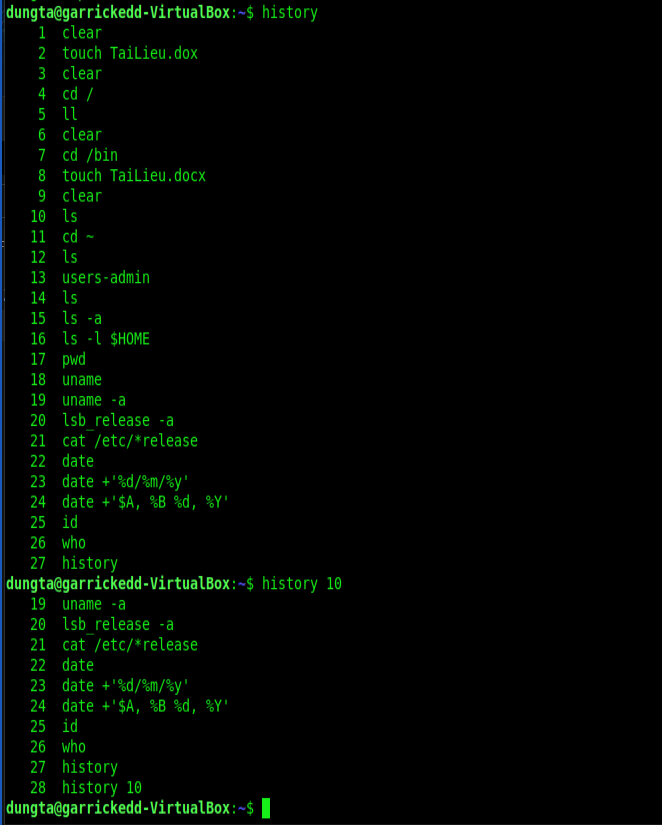 dungta@garrickedd-VirtualBox:~$ history
1 clear
2 touch TaiLieu.dox
3 clear
4 cd /
5 ll
6 clear
7 cd /bin
8 touch TaiLieu.docx
9 clear
10 ls
11 cd ~
12 ls
13 users-admin
14 ls
15 ls -a
16 ls -l $HOME
17 pwd
18 uname
19 uname -a
20 lsb_release -a
21 cat /etc/*release
22 date
23 date +'%d/%m/%y'
24 date +'$A, %B %d, %Y'
25 id
26 who
27 history
dungta@garrickedd-VirtualBox:~$ history 10
19 uname -a
20 lsb_release -a
21 cat /etc/*release
22 date
23 date +'%d/%m/%y'
24 date +'$A, %B %d, %Y'
25 id
26 who
27 history
28 history 10
dungta@garrickedd-VirtualBox:~$